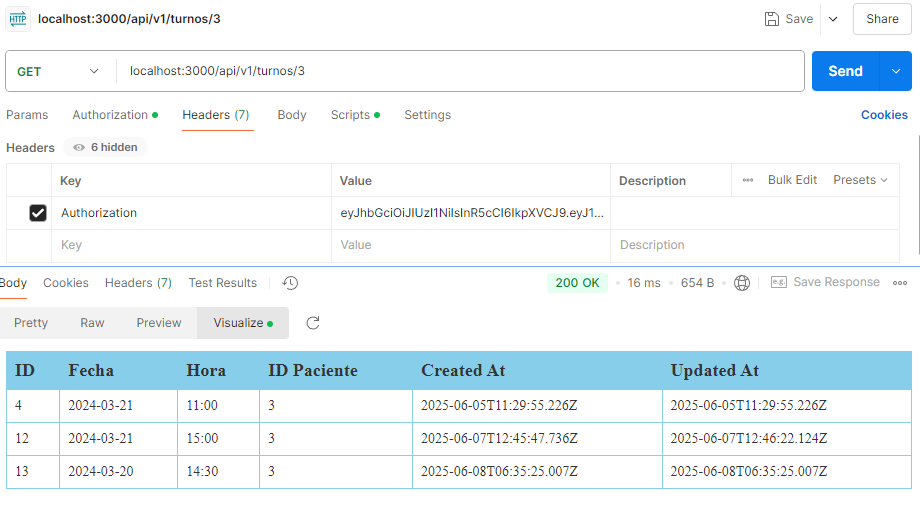 HTTP localhost:3000/api/v1/turnos/3 Save Share
GET localhost:3000/api/v1/turnos/3 Send
Params Authorization Headers (7) Body Scripts Settings Cookies
Headers 6 hidden
Key Value Description Bulk Edit Presets
Authorization eyJhbGciOiJIUzI1NiIsInR5cCI6IkpXVCJ9.eyJ1...
Key Value Description
Body Cookies Headers (7) Test Results 200 OK 16 ms 654 B e.g. Save Response
Pretty Raw Preview Visualize
ID Fecha Hora ID Paciente Created At Updated At
4 2024-03-21 11:00 3 2025-06-05T11:29:55.226Z 2025-06-05T11:29:55.226Z
12 2024-03-21 15:00 3 2025-06-07T12:45:47.736Z 2025-06-07T12:46:22.124Z
13 2024-03-20 14:30 3 2025-06-08T06:35:25.007Z 2025-06-08T06:35:25.007Z